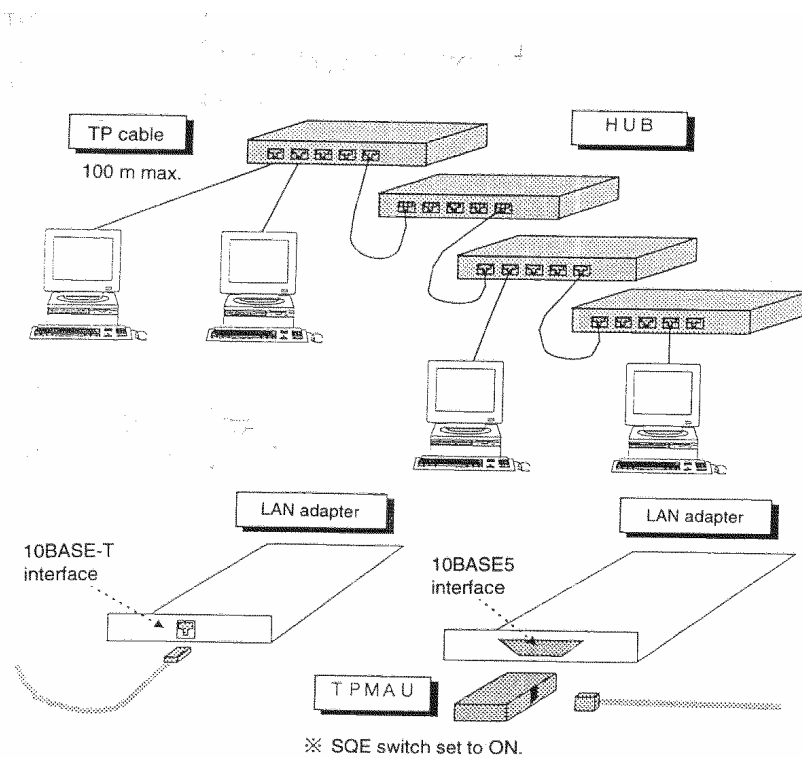 TP cable
HUB
100 m max.
LAN adapter
LAN adapter
10BASE-T
interface
10BASE5
interface
TPMAU
※ SQE switch set to ON.